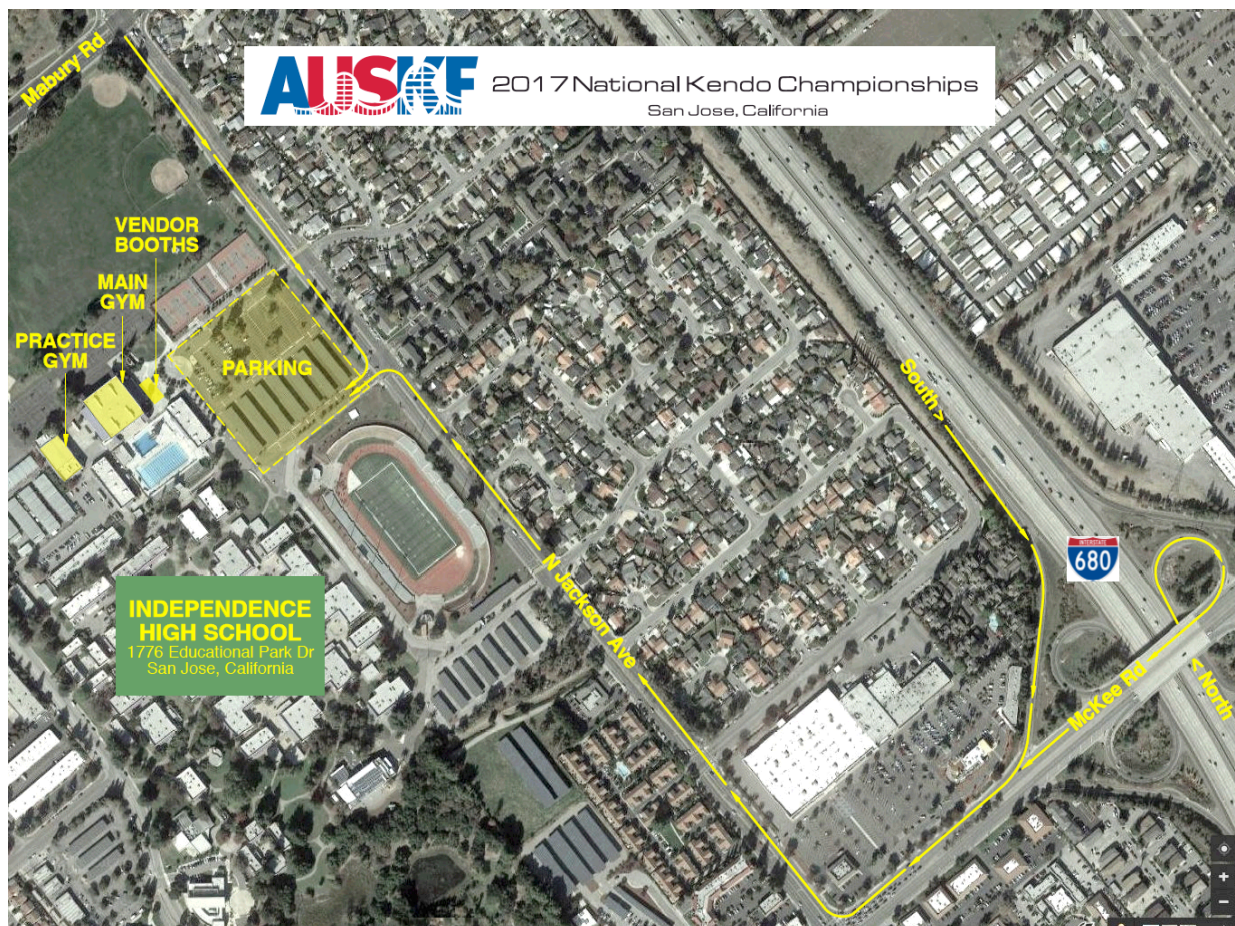 Mabury Rd
AUSKF
2017 National Kendo Championships
San Jose, California
VENDOR
BOOTHS
MAIN
GYM
PRACTICE
GYM
PARKING
South >
INTERSTATE
680
N Jackson Ave
McKee Rd
< North
INDEPENDENCE
HIGH SCHOOL
1776 Educational Park Dr
San Jose, California